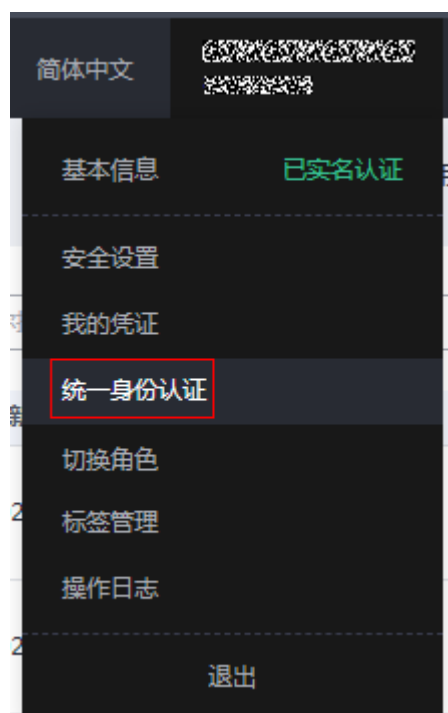 简体中文
基本信息 已实名认证
安全设置
我的凭证
统一身份认证
切换角色
标签管理
操作日志
退出